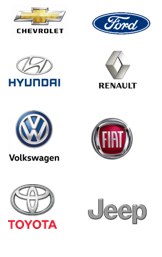 CHEVROLET
Ford
HYUNDAI
RENAULT
Volkswagen
FIAT
TOYOTA
Jeep